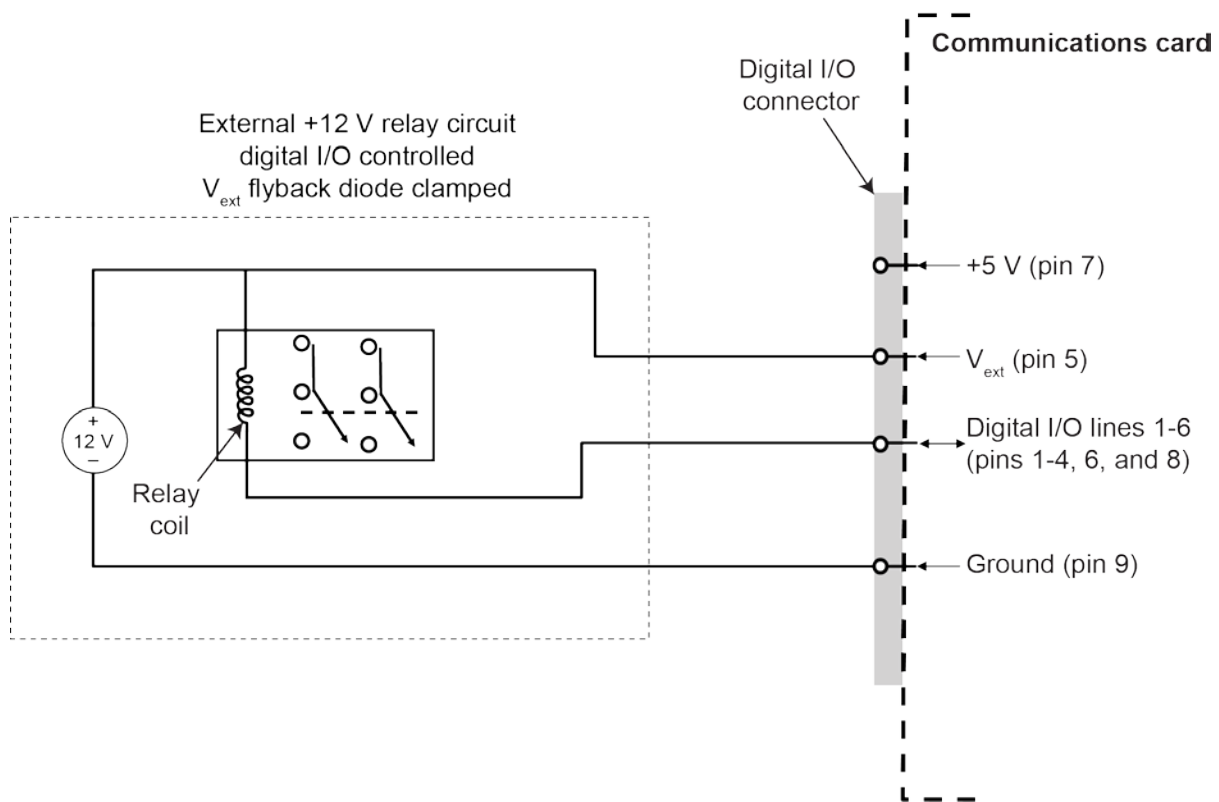 Communications card
Digital I/O
connector
External +12 V relay circuit
digital I/O controlled
Vext flyback diode clamped
+5 V (pin 7)
Vext (pin 5)
+
12 V
–
Digital I/O lines 1-6
(pins 1-4, 6, and 8)
Relay
coil
Ground (pin 9)